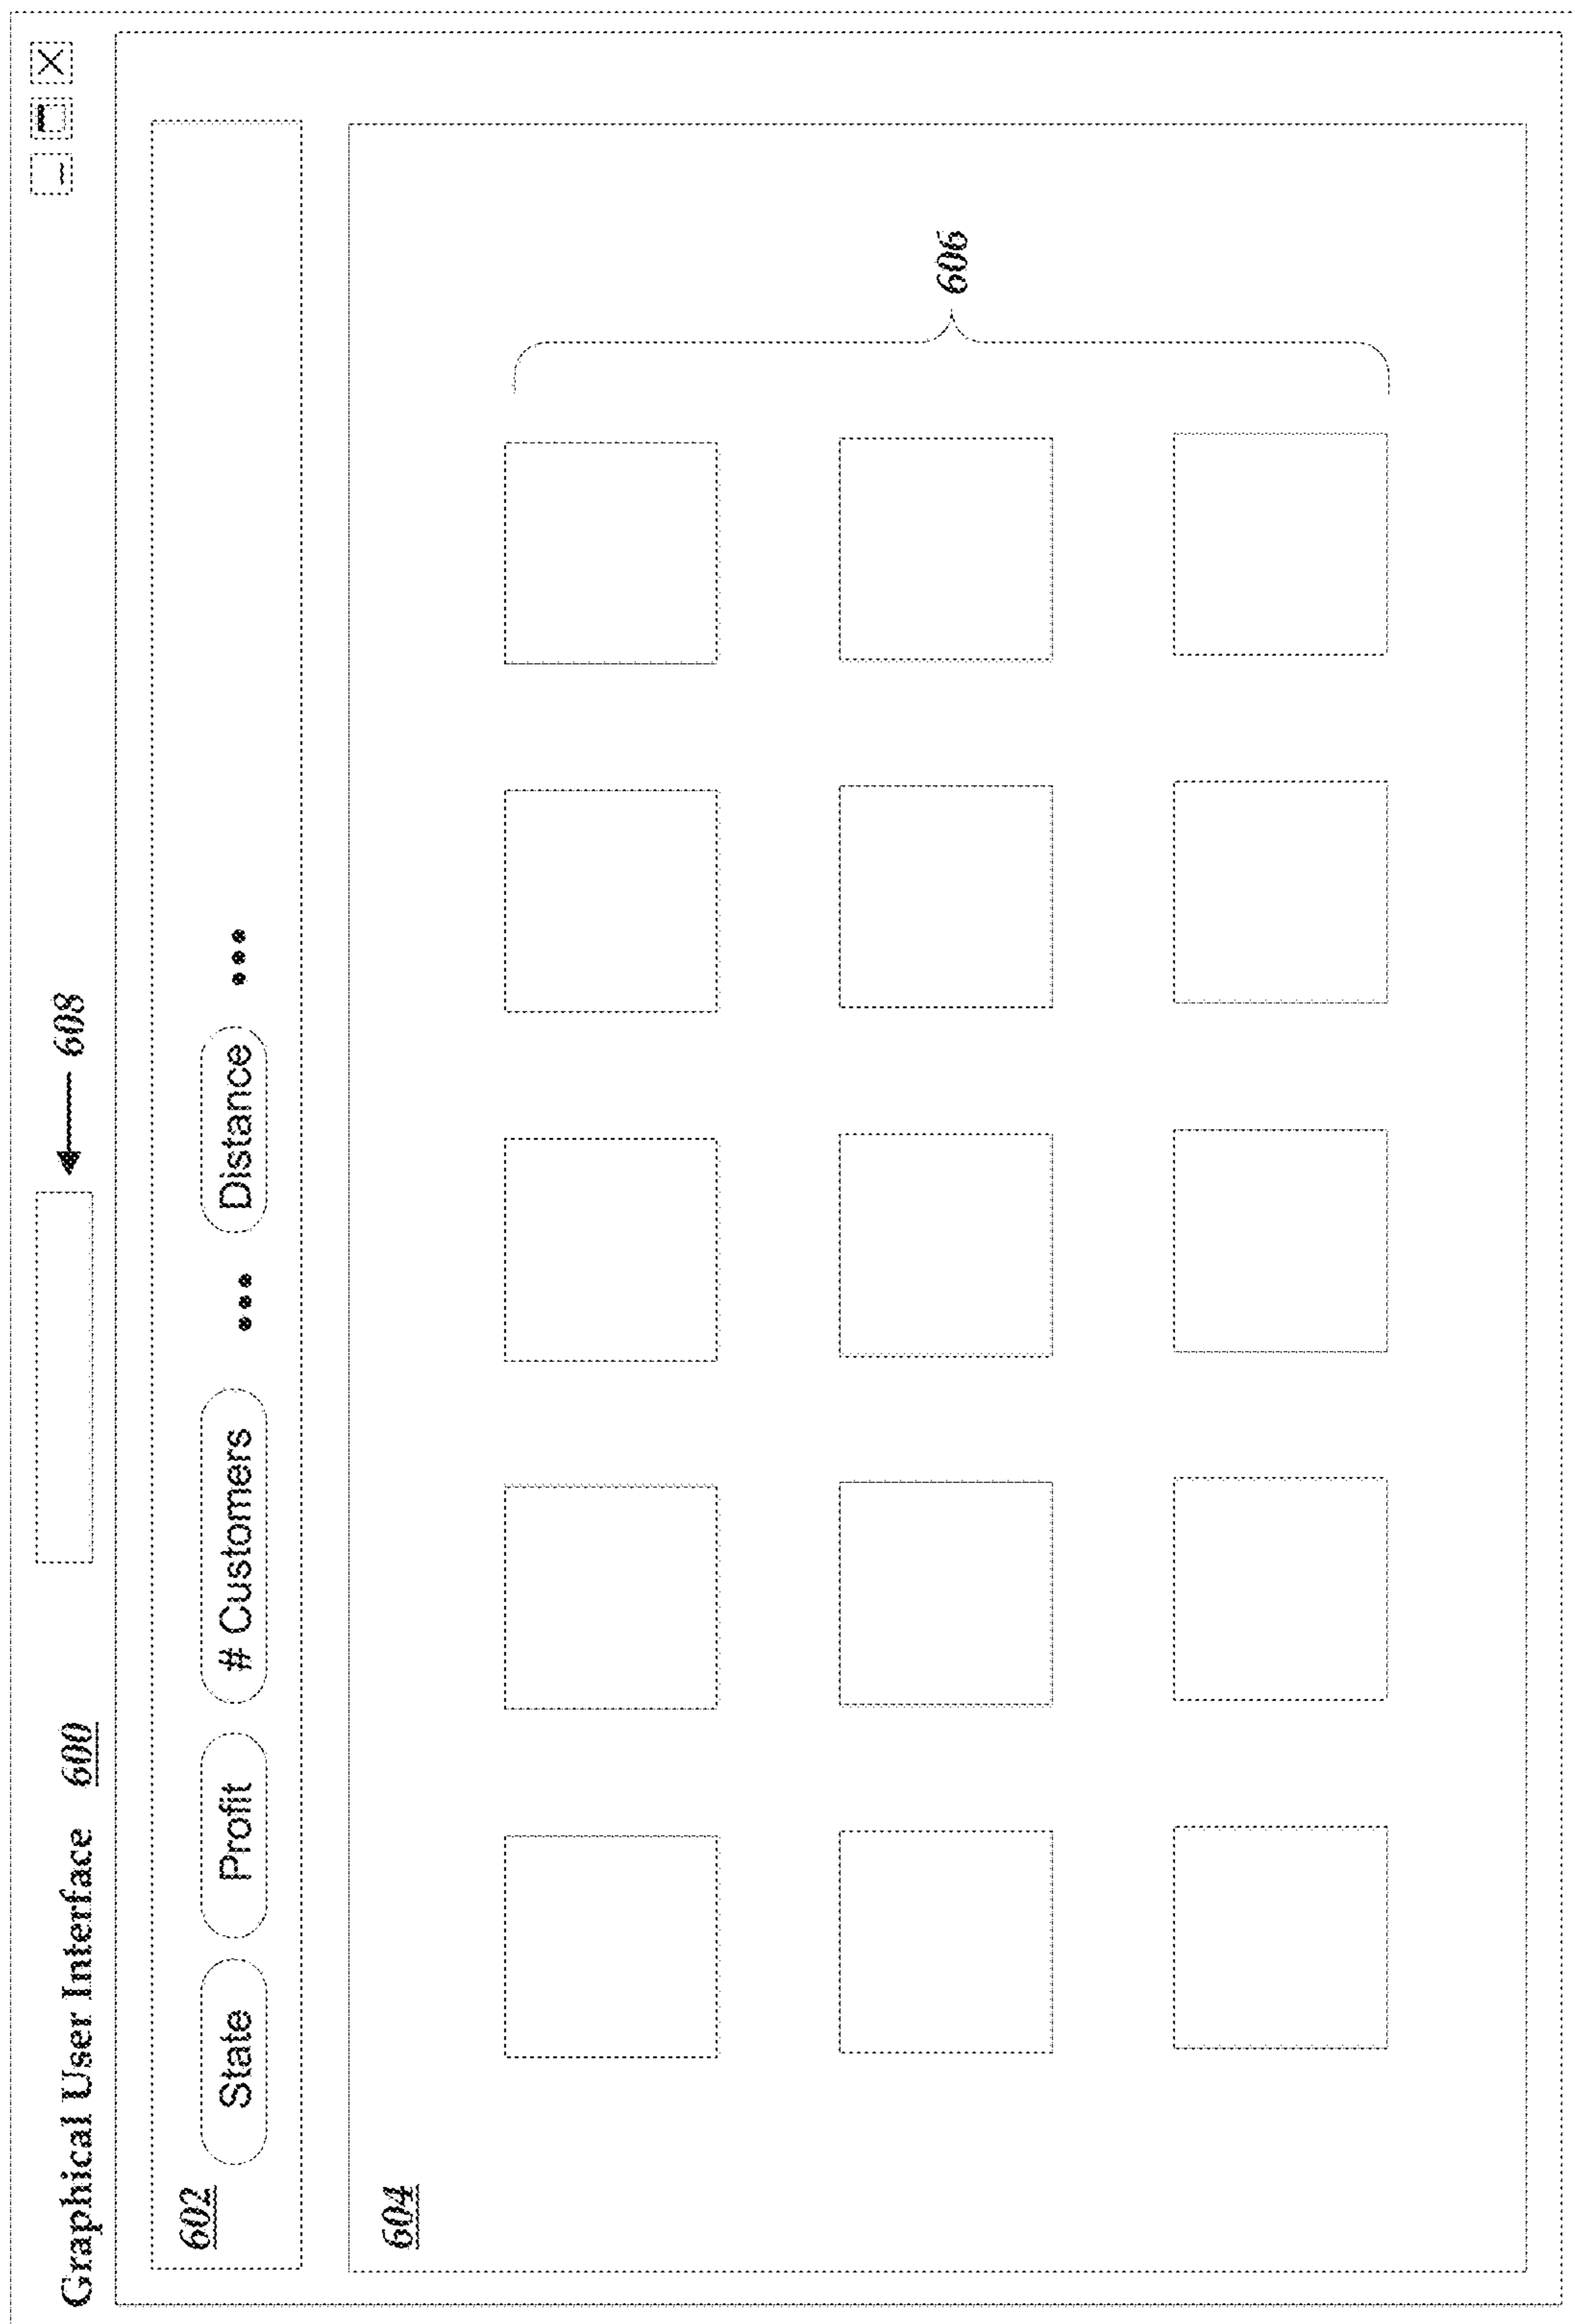 Graphical User Interface 600
608
602
State Profit # Customers ••• Distance •••
604
606